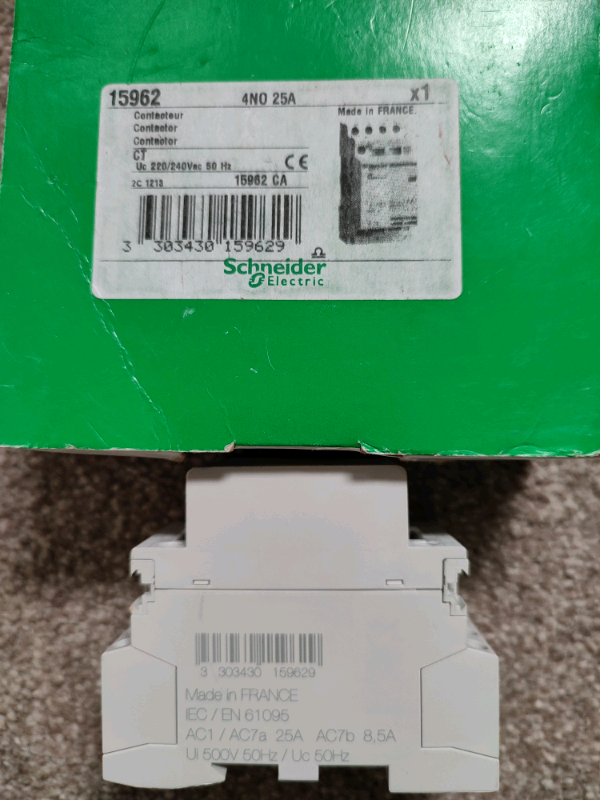 15962 4NO 25A x1
Contacteur Made in FRANCE.
Contactor
Contactor
CT
Uc 220/240Vac 50 Hz CE
2C 1213 15962 CA
3 303430 159629
Schneider
Electric
3 303430 159629
Made in FRANCE
IEC / EN 61095
AC1 / AC7a 25A AC7b 8,5A
Ui 500V 50Hz / Uc 50Hz